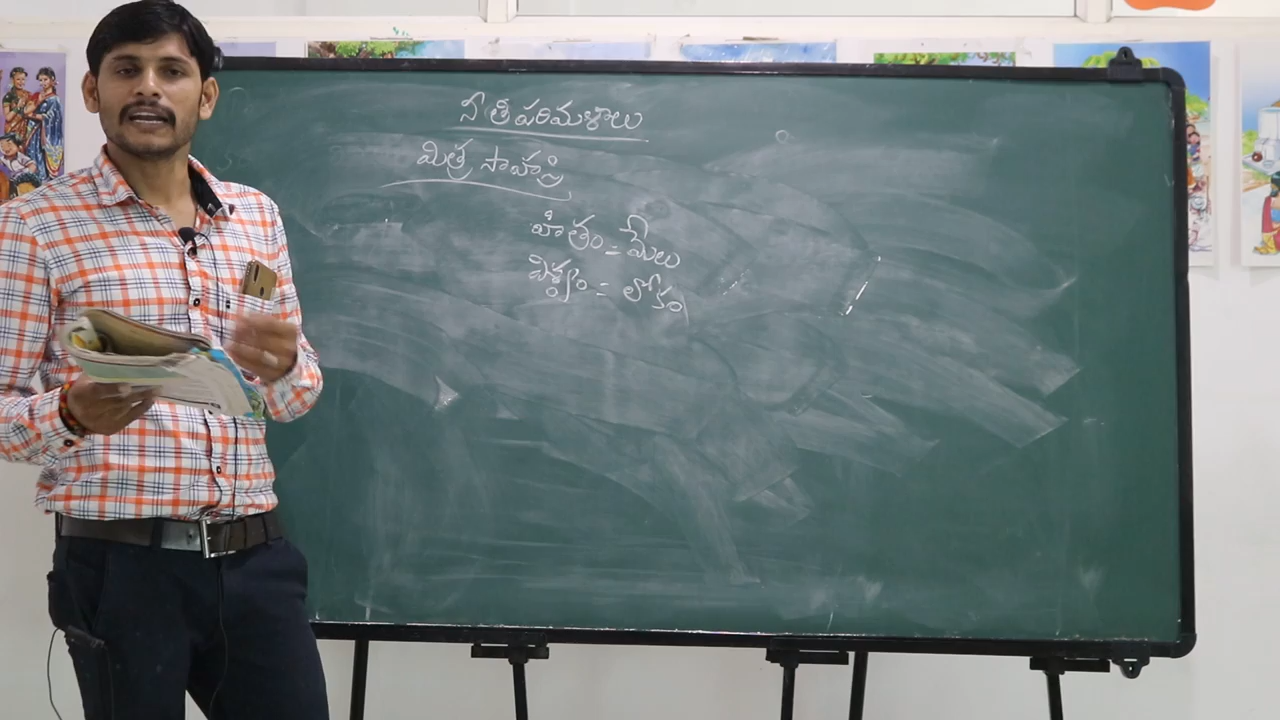 నీతి పరిమళాలు
మిత్ర సాహస్రి
హితం = మేలు
విశ్వం = లోకం